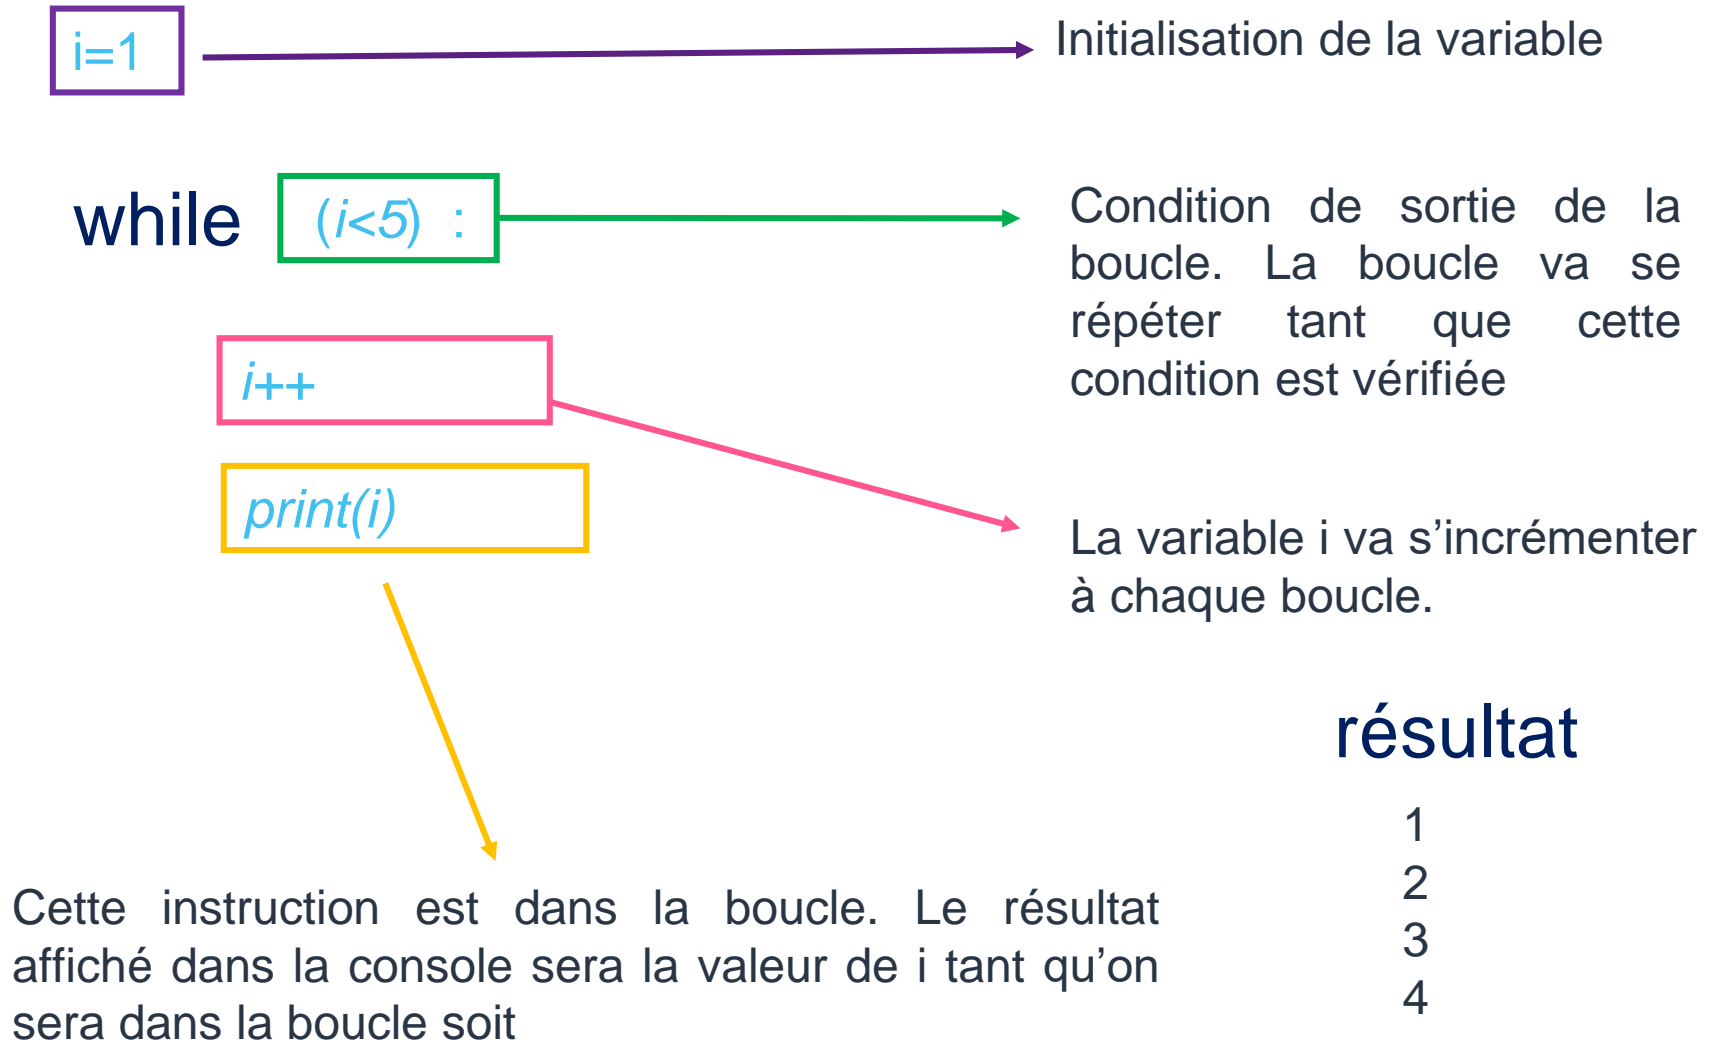 i=1
Initialisation de la variable
while (i<5) :
Condition de sortie de la
boucle. La boucle va se
répéter tant que cette
condition est vérifiée
i++
print(i)
La variable i va s’incrémenter
à chaque boucle.
résultat
1
2
3
4
Cette instruction est dans la boucle. Le résultat
affiché dans la console sera la valeur de i tant qu’on
sera dans la boucle soit